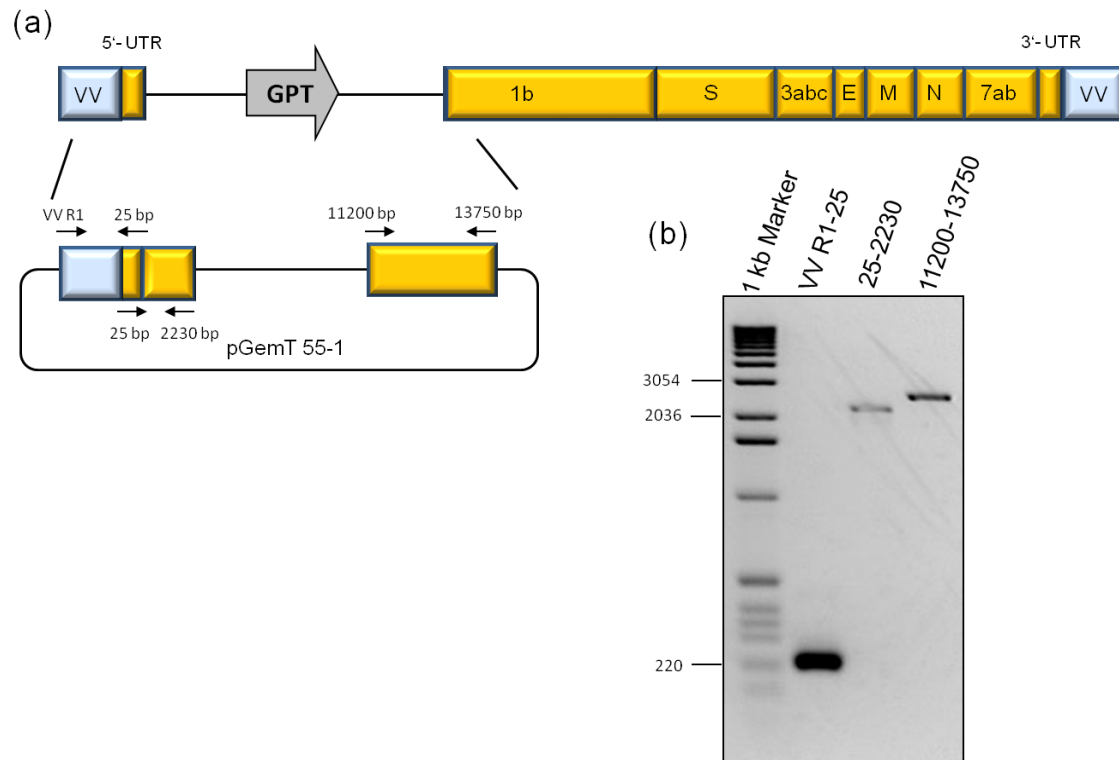 (a)
5'- UTR
3'- UTR
VV
GPT
1b
S
3abc
E
M
N
7ab
VV
VV R1
25 bp
11200 bp
13750 bp
25 bp
2230 bp
pGemT 55-1
(b)
1 kb Marker
VV R1-25
25-2230
11200-13750
3054
2036
220